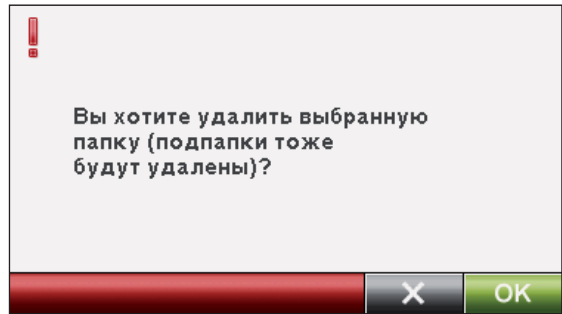 Вы хотите удалить выбранную
папку (подпапки тоже
будут удалены)?
OK